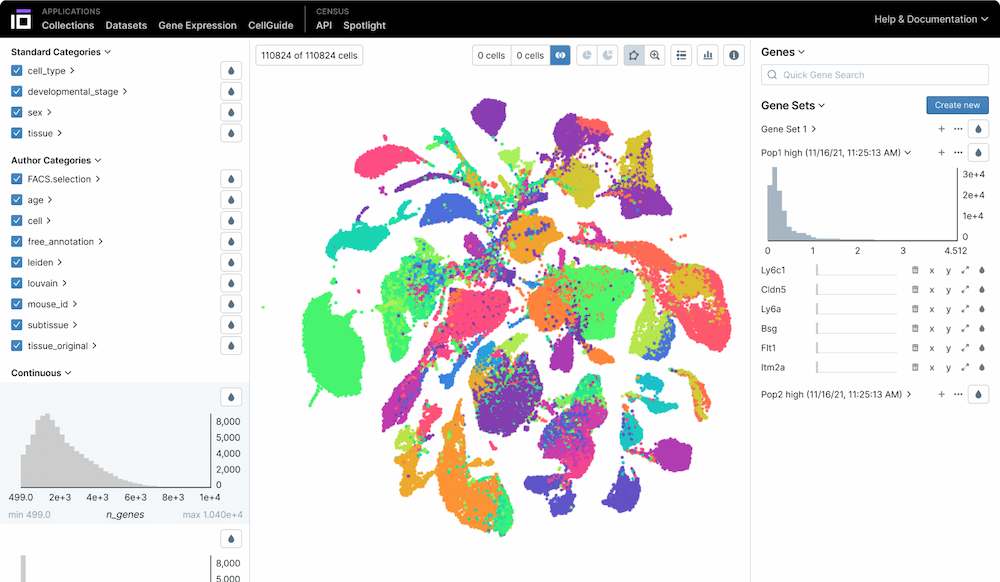 APPLICATIONS
Collections Datasets Gene Expression CellGuide
CENSUS
API Spotlight
Help & Documentation
Standard Categories
cell_type
developmental_stage
sex
tissue
Author Categories
FACS.selection
age
cell
free_annotation
leiden
louvain
mouse_id
subtissue
tissue_original
Continuous
8,000
6,000
4,000
2,000
0
499.0 2e+3 4e+3 6e+3 8e+3 1e+4
min 499.0 n_genes max 1.040e+4
8,000
5,000
110824 of 110824 cells
0 cells 0 cells
Genes
Quick Gene Search
Gene Sets Create new
Gene Set 1
Pop1 high (11/16/21, 11:25:13 AM)
3e+4
2e+4
1e+4
0
0 1 2 3 4.512
Ly6c1 x y
Cldn5 x y
Ly6a x y
Bsg x y
Flt1 x y
Itm2a x y
Pop2 high (11/16/21, 11:25:13 AM)